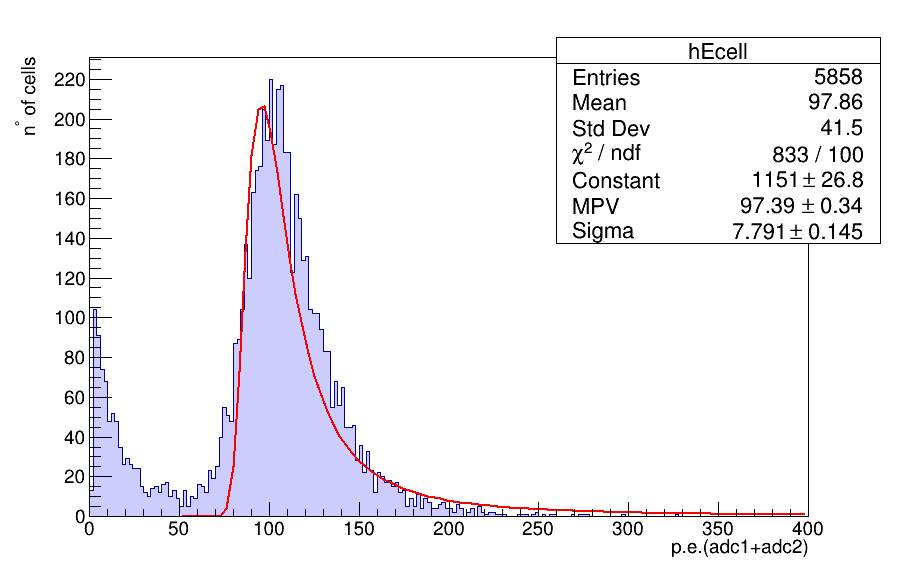 hEcell
Entries 5858
Mean 97.86
Std Dev 41.5
χ² / ndf 833 / 100
Constant 1151 ± 26.8
MPV 97.39 ± 0.34
Sigma 7.791 ± 0.145
n° of cells
220
200
180
160
140
120
100
80
60
40
20
0
0 50 100 150 200 250 300 350 400
p.e.(adc1+adc2)